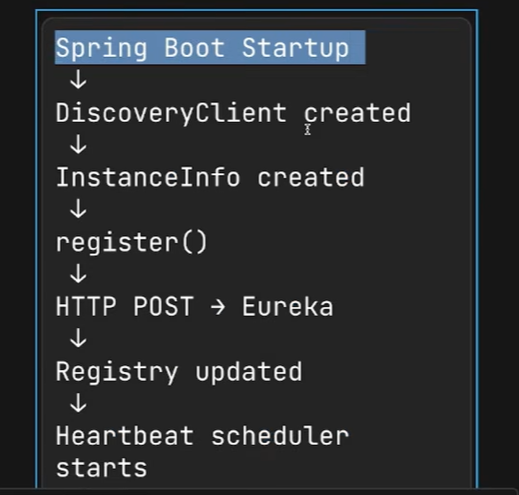 Spring Boot Startup
↓
DiscoveryClient created
↓
InstanceInfo created
↓
register()
↓
HTTP POST → Eureka
↓
Registry updated
↓
Heartbeat scheduler
starts